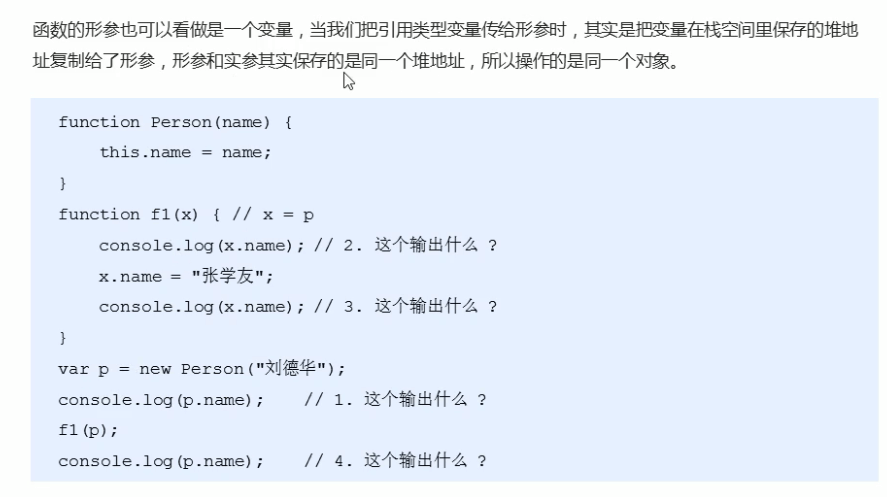 函数的形参也可以看做是一个变量，当我们把引用类型变量传给形参时，其实是把变量在栈空间里保存的堆地
址复制给了形参，形参和实参其实保存的是同一个堆地址，所以操作的是同一个对象。
function Person(name) {
    this.name = name;
}
function f1(x) { // x = p
    console.log(x.name); // 2. 这个输出什么 ?
    x.name = "张学友";
    console.log(x.name); // 3. 这个输出什么 ?
}
var p = new Person("刘德华");
console.log(p.name);    // 1. 这个输出什么 ?
f1(p);
console.log(p.name);    // 4. 这个输出什么 ?